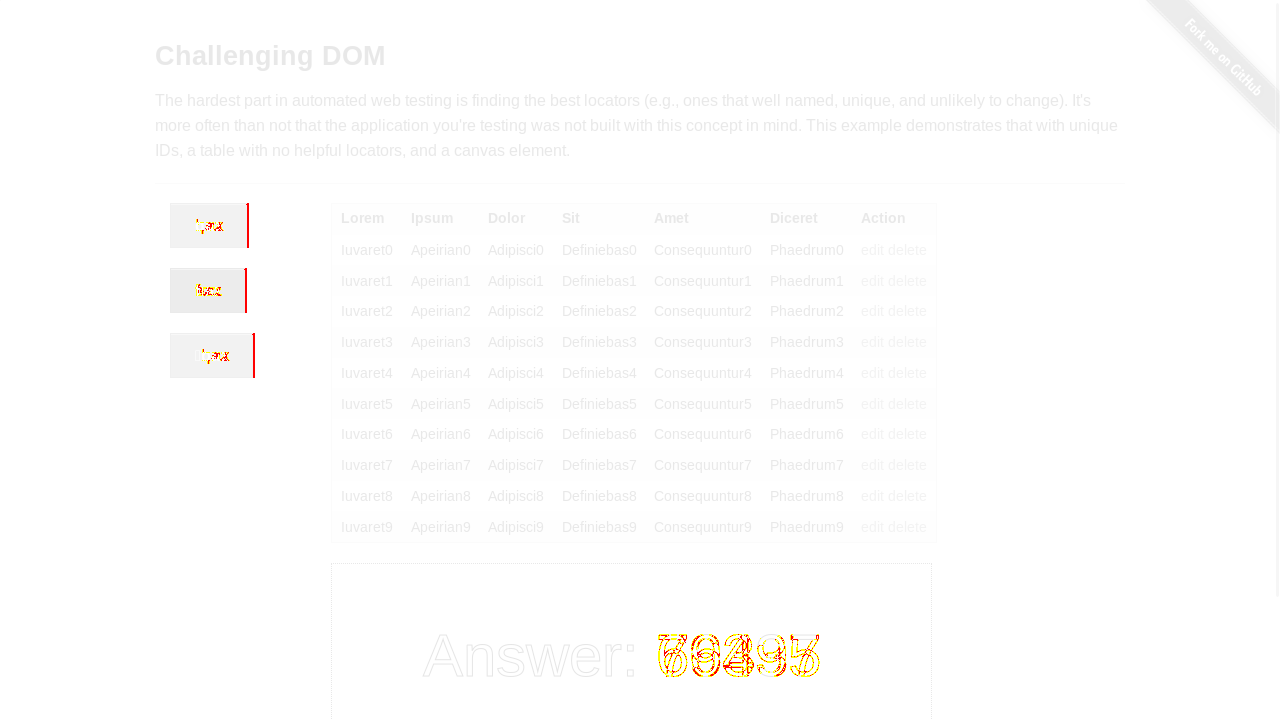 Fork me on GitHub
Challenging DOM
The hardest part in automated web testing is finding the best locators (e.g., ones that well named, unique, and unlikely to change). It's
more often than not that the application you're testing was not built with this concept in mind. This example demonstrates that with unique
IDs, a table with no helpful locators, and a canvas element.
Lorem Ipsum Dolor Sit Amet Diceret Action
Iuvaret0 Apeirian0 Adipisci0 Definiebas0 Consequuntur0 Phaedrum0 edit delete
Iuvaret1 Apeirian1 Adipisci1 Definiebas1 Consequuntur1 Phaedrum1 edit delete
Iuvaret2 Apeirian2 Adipisci2 Definiebas2 Consequuntur2 Phaedrum2 edit delete
Iuvaret3 Apeirian3 Adipisci3 Definiebas3 Consequuntur3 Phaedrum3 edit delete
Iuvaret4 Apeirian4 Adipisci4 Definiebas4 Consequuntur4 Phaedrum4 edit delete
Iuvaret5 Apeirian5 Adipisci5 Definiebas5 Consequuntur5 Phaedrum5 edit delete
Iuvaret6 Apeirian6 Adipisci6 Definiebas6 Consequuntur6 Phaedrum6 edit delete
Iuvaret7 Apeirian7 Adipisci7 Definiebas7 Consequuntur7 Phaedrum7 edit delete
Iuvaret8 Apeirian8 Adipisci8 Definiebas8 Consequuntur8 Phaedrum8 edit delete
Iuvaret9 Apeirian9 Adipisci9 Definiebas9 Consequuntur9 Phaedrum9 edit delete
Answer: